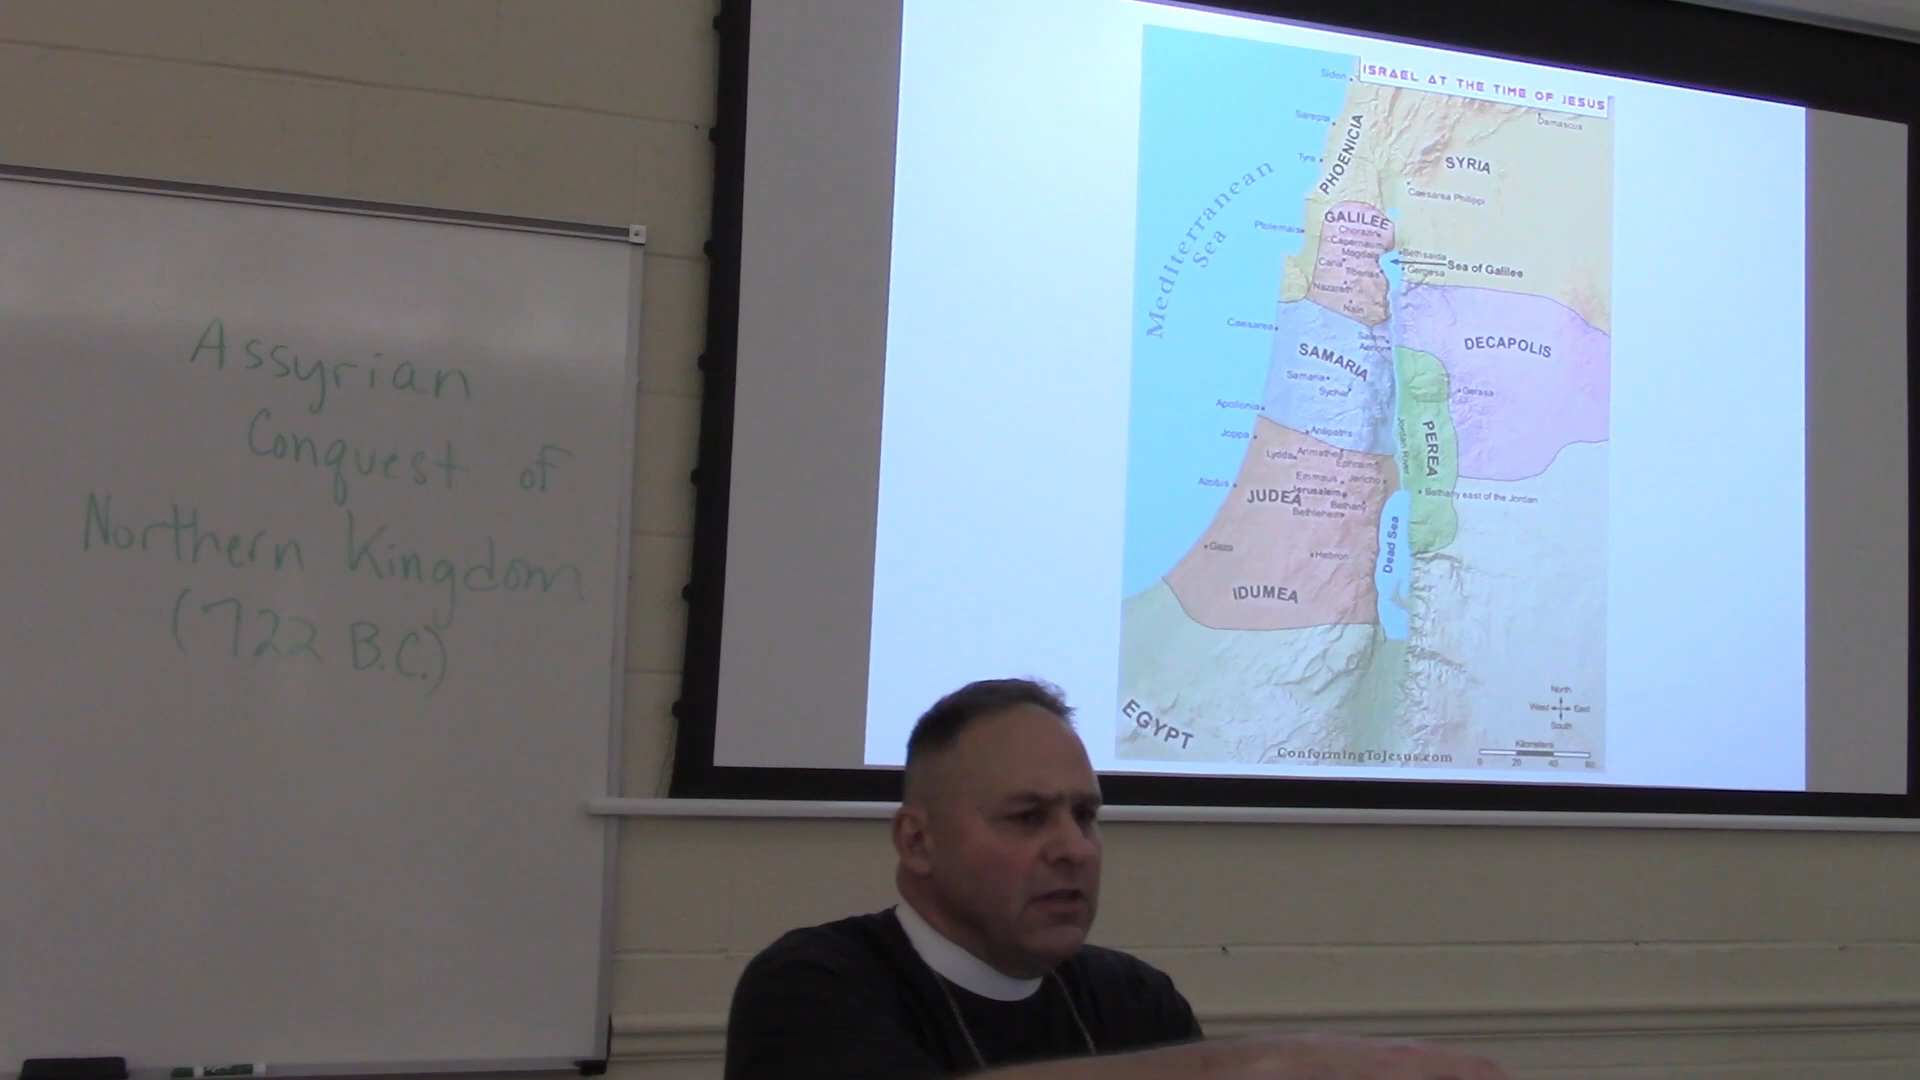 Assyrian
Conquest of
Northern Kingdom
(722 B.C.)
ISRAEL AT THE TIME OF JESUS
Sidon
Damascus
Sarepta
PHOENICIA
Tyre
SYRIA
Caesarea Philippi
Mediterranean
Sea
GALILEE
Ptolemais
Chorazin
Capernaum
Bethsaida
Magdala
Cana
Sea of Galilee
Gergesa
Tiberias
Nazareth
Nain
Caesarea
Salim
Aenon
DECAPOLIS
SAMARIA
Samaria
Sychar
Gerasa
Apollonia
Joppa
Antipatris
PEREA
Jordan River
Lydda
Arimathea
Ephraim
Emmaus
Jericho
Azotus
JUDEA
Jerusalem
Bethany
Bethany east of the Jordan
Bethlehem
Dead Sea
Gaza
Hebron
IDUMEA
EGYPT
North
West
East
South
Kilometers
0 20 40 60
ConformingToJesus.com